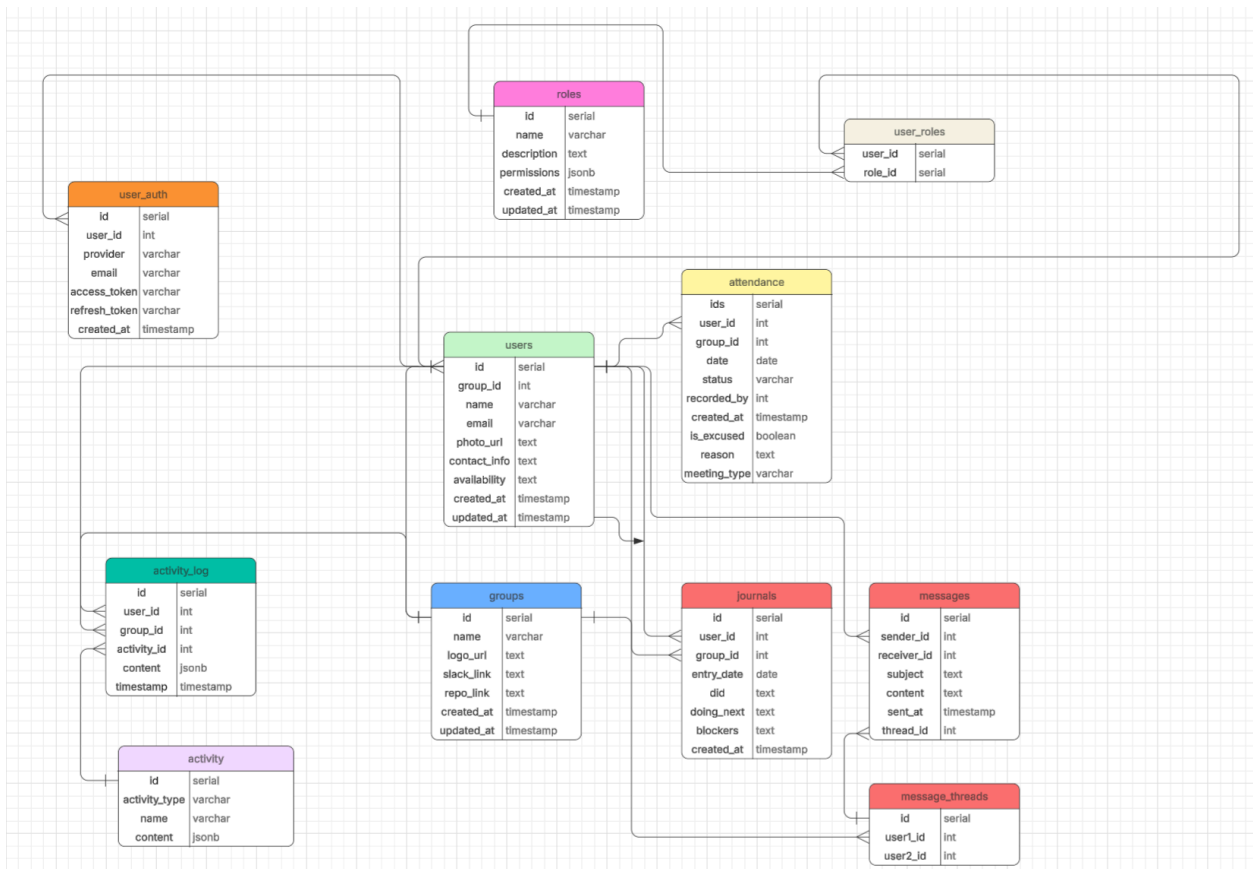 roles
id serial
name varchar
description text
permissions jsonb
created_at timestamp
updated_at timestamp
user_roles
user_id serial
role_id serial
user_auth
id serial
user_id int
provider varchar
email varchar
access_token varchar
refresh_token varchar
created_at timestamp
attendance
ids serial
user_id int
group_id int
date date
status varchar
recorded_by int
created_at timestamp
is_excused boolean
reason text
meeting_type varchar
users
id serial
group_id int
name varchar
email varchar
photo_url text
contact_info text
availability text
created_at timestamp
updated_at timestamp
activity_log
id serial
user_id int
group_id int
activity_id int
content jsonb
timestamp timestamp
groups
id serial
name varchar
logo_url text
slack_link text
repo_link text
created_at timestamp
updated_at timestamp
journals
id serial
user_id int
group_id int
entry_date date
did text
doing_next text
blockers text
created_at timestamp
messages
id serial
sender_id int
receiver_id int
subject text
content text
sent_at timestamp
thread_id int
activity
id serial
activity_type varchar
name varchar
content jsonb
message_threads
id serial
user1_id int
user2_id int